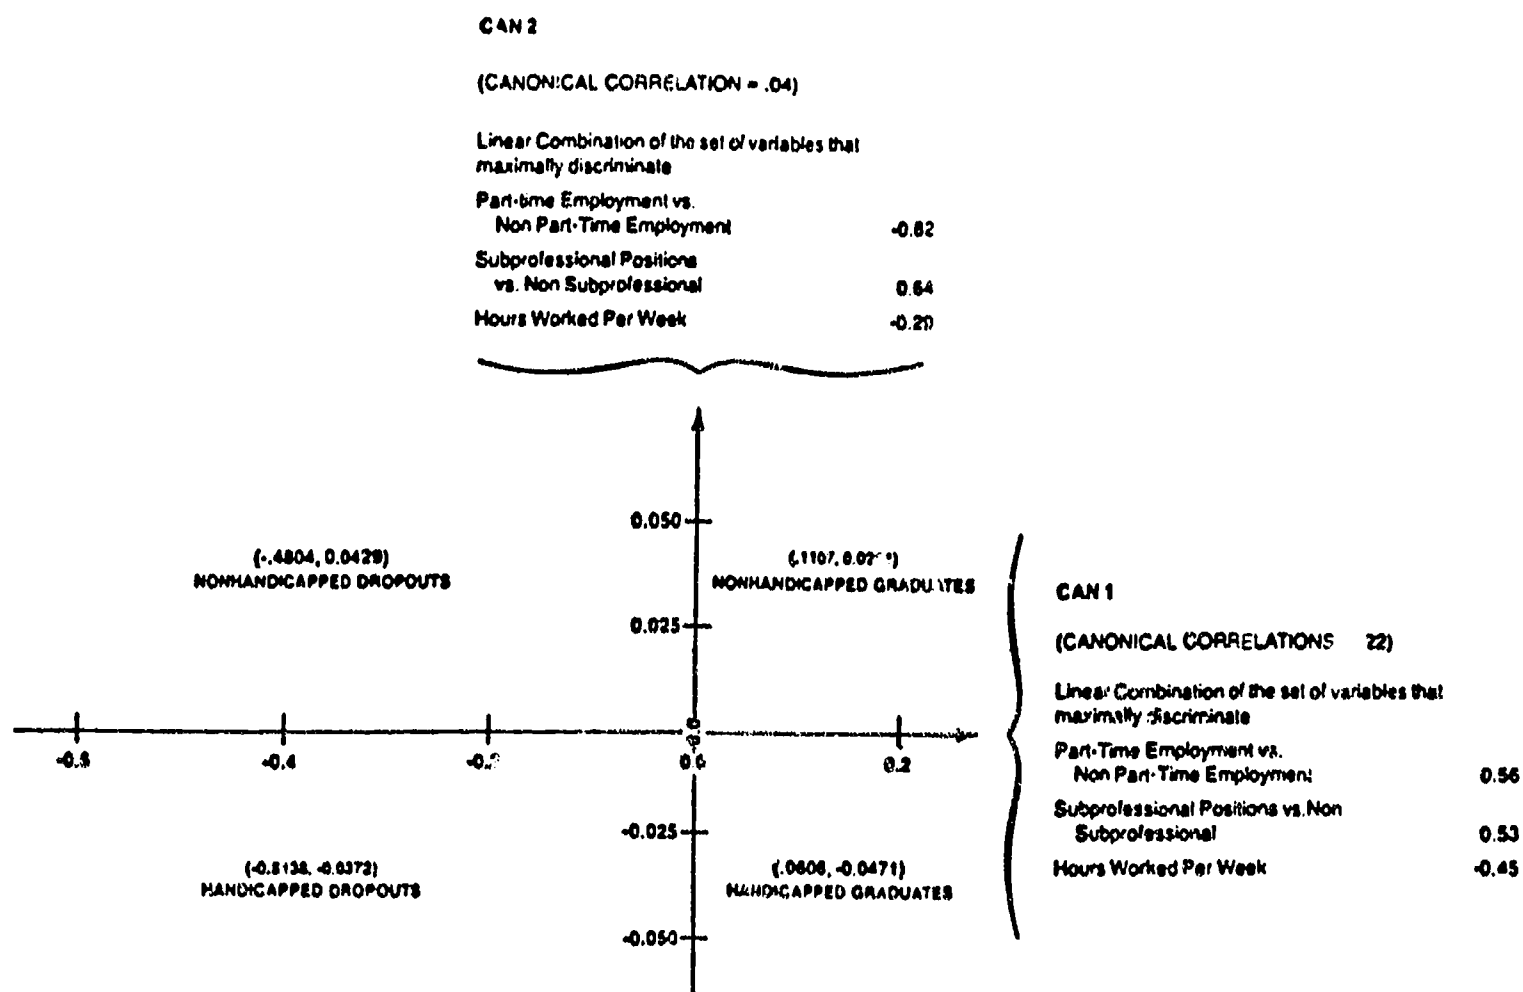 CAN 2
(CANONICAL CORRELATION = .04)
Linear Combination of the set of variables that
maximally discriminate
Part-time Employment vs.
Non Part-Time Employment -0.82
Subprofessional Positions
vs. Non Subprofessional 0.64
Hours Worked Per Week -0.20
0.050
(-.4804, 0.0429)
NONHANDICAPPED DROPOUTS
(.1107,
NONHANDICAPPED GRADUATES
0.025
CAN 1
(CANONICAL CORRELATIONS 22)
Linear Combination of the set of variables that
maximally discriminate
Part-Time Employment vs.
Non Part-Time Employment 0.56
Subprofessional Positions vs. Non
Subprofessional 0.53
Hours Worked Per Week -0.45
-0.4 0.2
-0.025
(-0.5138, -0.0372)
HANDICAPPED DROPOUTS
(.0606, -0.0471)
HANDICAPPED GRADUATES
-0.050